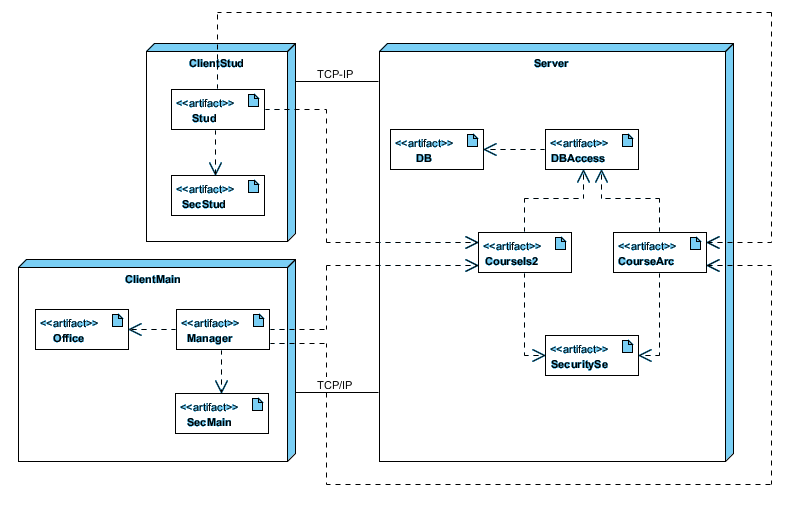 ClientStud
Server
TCP-IP
<<artifact>>
Stud
<<artifact>>
DB
<<artifact>>
DBAccess
<<artifact>>
SecStud
<<artifact>>
CourseIs2
<<artifact>>
CourseArc
ClientMain
<<artifact>>
Office
<<artifact>>
Manager
<<artifact>>
SecuritySe
TCP/IP
<<artifact>>
SecMain